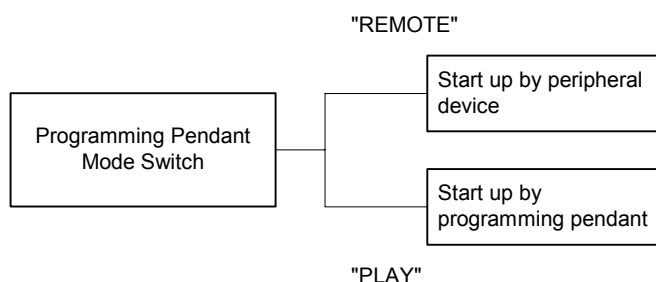 "REMOTE"
Start up by peripheral
device
Programming Pendant
Mode Switch
Start up by
programming pendant
"PLAY"